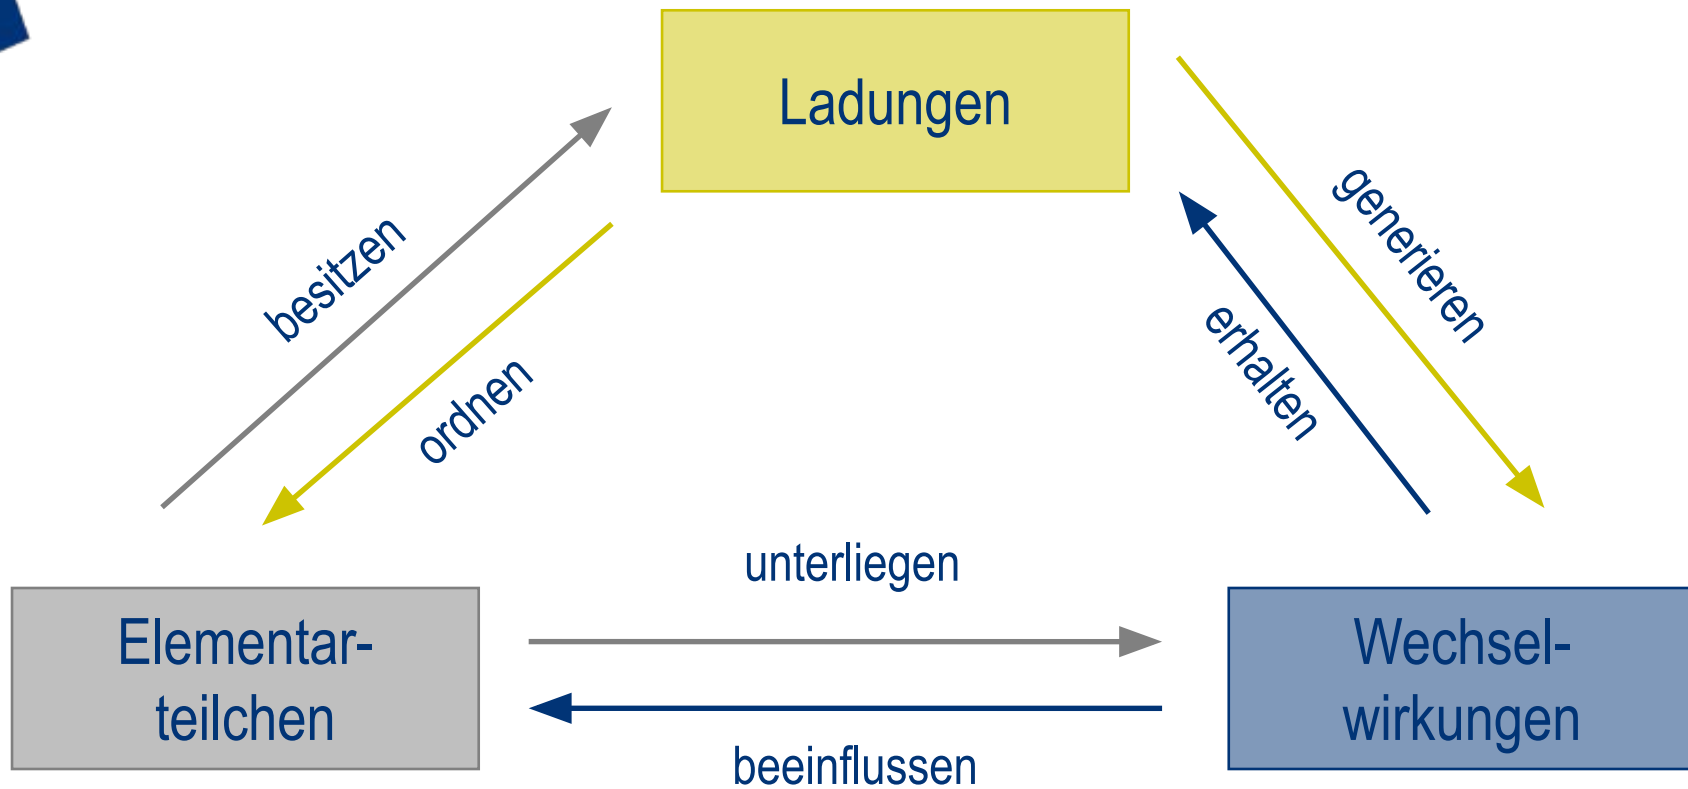 Ladungen
besitzen
ordnen
generieren
erhalten
unterliegen
Elementar-
teilchen
Wechsel-
wirkungen
beeinflussen